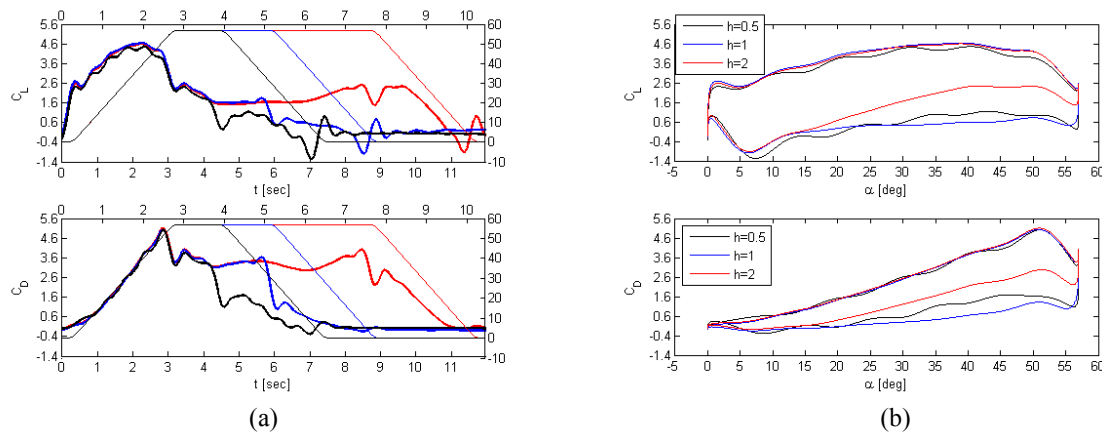 0 1 2 3 4 5 6 7 8 9 10
5.6 4.6 3.6 2.6 1.6 0.6 -0.4 -1.4
C_L
60 50 40 30 20 10 0 -10
0 1 2 3 4 5 6 7 8 9 10 11
t [sec]
0 1 2 3 4 5 6 7 8 9 10
5.6 4.6 3.6 2.6 1.6 0.6 -0.4 -1.4
C_D
60 50 40 30 20 10 0 -10
0 1 2 3 4 5 6 7 8 9 10 11
t [sec]
(a)
5.6 4.6 3.6 2.6 1.6 0.6 -0.4 -1.4
C_L
h=0.5
h=1
h=2
-5 0 5 10 15 20 25 30 35 40 45 50 55 60
α [deg]
5.6 4.6 3.6 2.6 1.6 0.6 -0.4 -1.4
C_D
h=0.5
h=1
h=2
-5 0 5 10 15 20 25 30 35 40 45 50 55 60
α [deg]
(b)